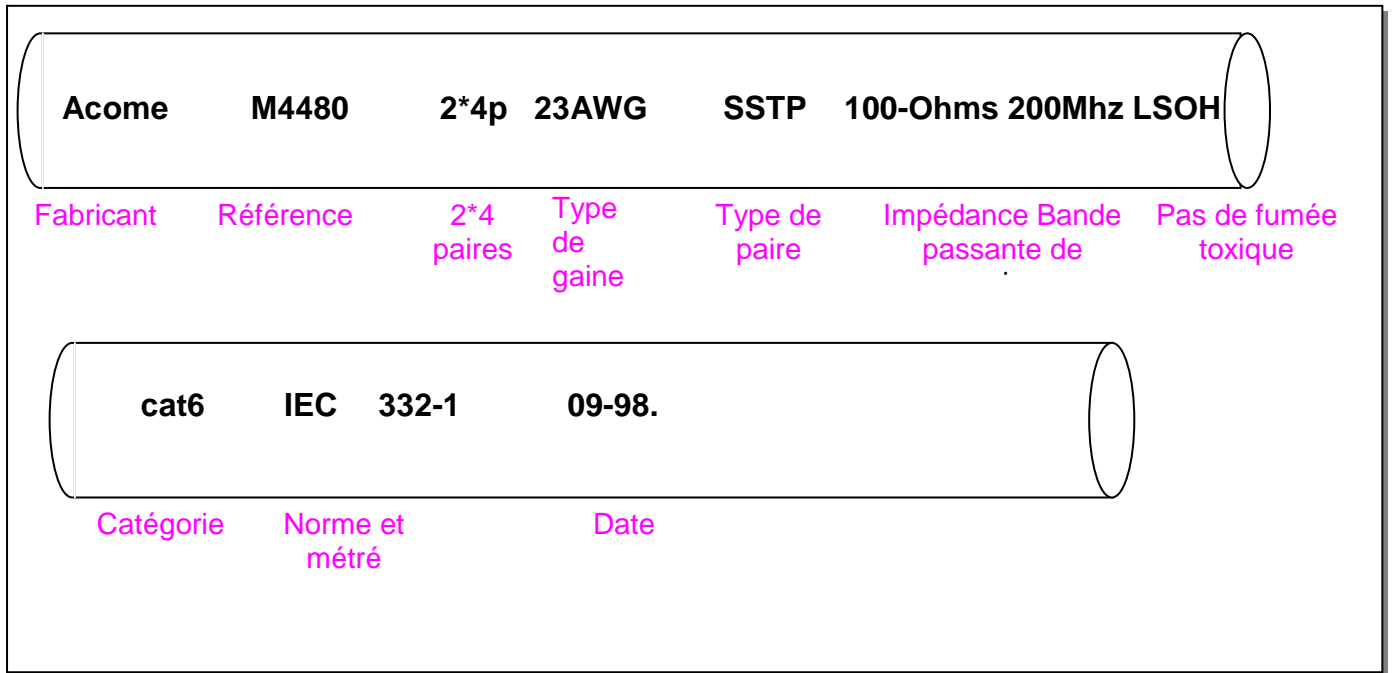 Acome M4480 2*4p 23AWG SSTP 100-Ohms 200Mhz LSOH
Fabricant Référence 2*4 paires Type de gaine Type de paire Impédance Bande passante de Pas de fumée toxique
cat6 IEC 332-1 09-98.
Catégorie Norme et métré Date